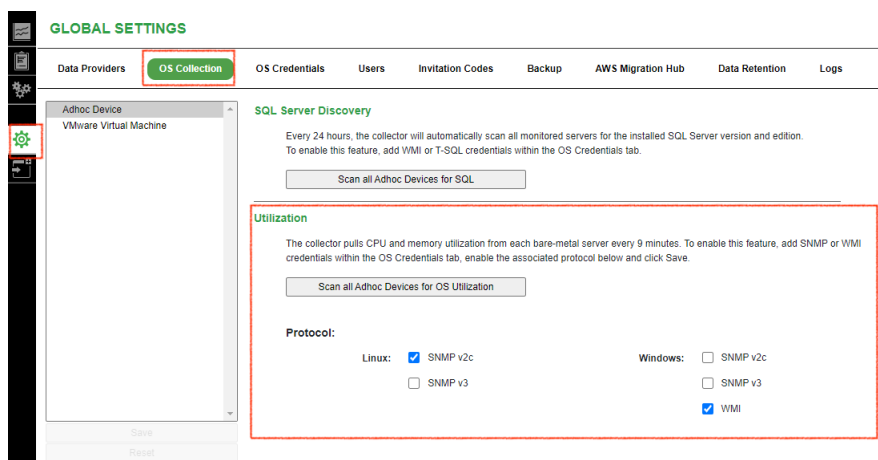 GLOBAL SETTINGS
Data Providers OS Collection OS Credentials Users Invitation Codes Backup AWS Migration Hub Data Retention Logs
Adhoc Device
VMware Virtual Machine
Save
Reset
SQL Server Discovery
Every 24 hours, the collector will automatically scan all monitored servers for the installed SQL Server version and edition.
To enable this feature, add WMI or T-SQL credentials within the OS Credentials tab.
Scan all Adhoc Devices for SQL
Utilization
The collector pulls CPU and memory utilization from each bare-metal server every 9 minutes. To enable this feature, add SNMP or WMI
credentials within the OS Credentials tab, enable the associated protocol below and click Save.
Scan all Adhoc Devices for OS Utilization
Protocol:
Linux: SNMP v2c Windows: SNMP v2c
SNMP v3 SNMP v3
WMI